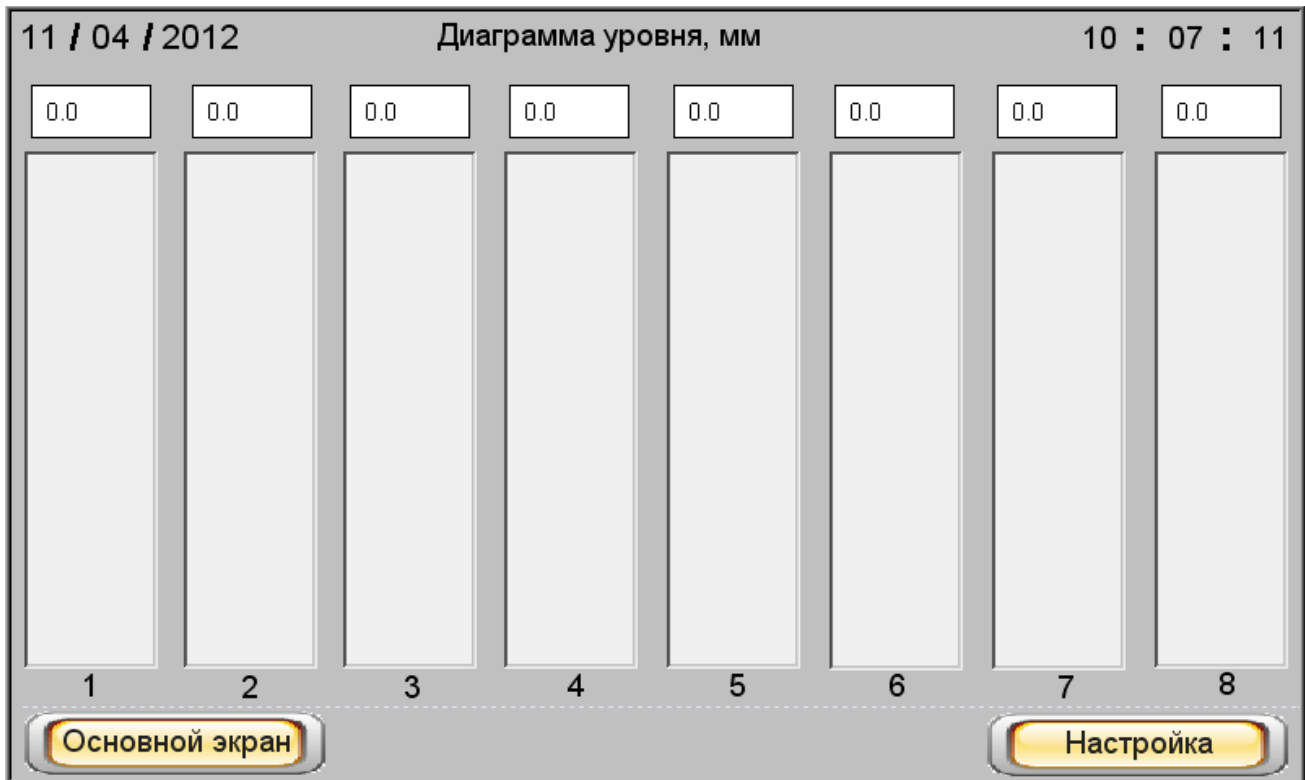 11 / 04 / 2012 Диаграмма уровня, мм 10 : 07 : 11
0.0 0.0 0.0 0.0 0.0 0.0 0.0 0.0
1 2 3 4 5 6 7 8
Основной экран Настройка